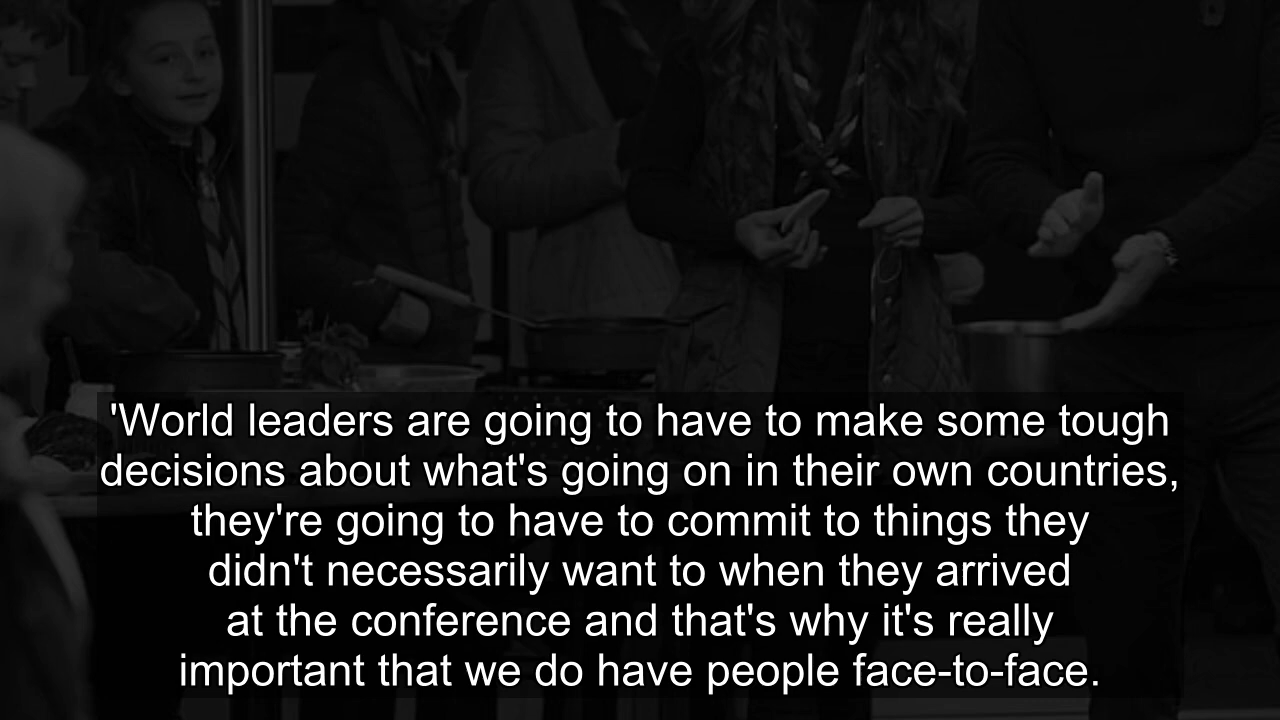 'World leaders are going to have to make some tough
decisions about what's going on in their own countries,
they're going to have to commit to things they
didn't necessarily want to when they arrived
at the conference and that's why it's really
important that we do have people face-to-face.